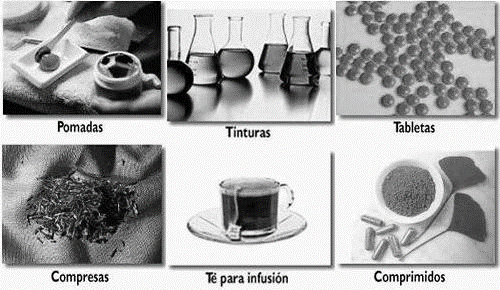 Pomadas
Tinturas
Tabletas
Compresas
Té para infusión
Comprimidos